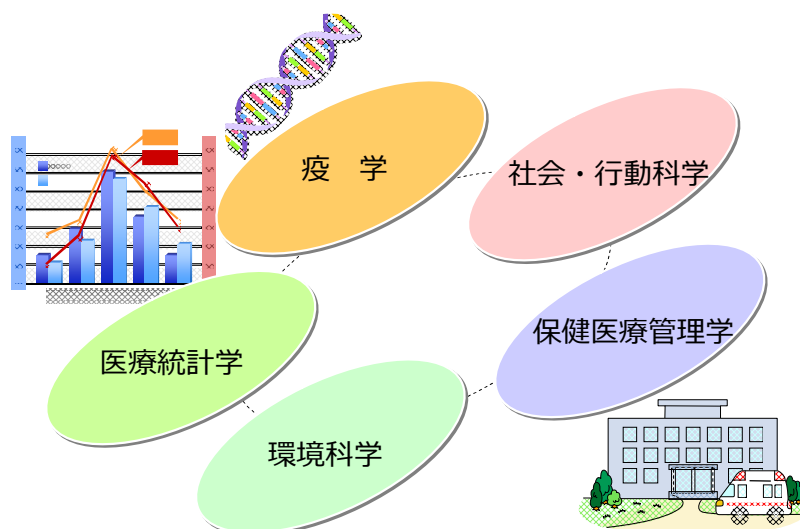 疫　学
社会・行動科学
保健医療管理学
医療統計学
環境科学